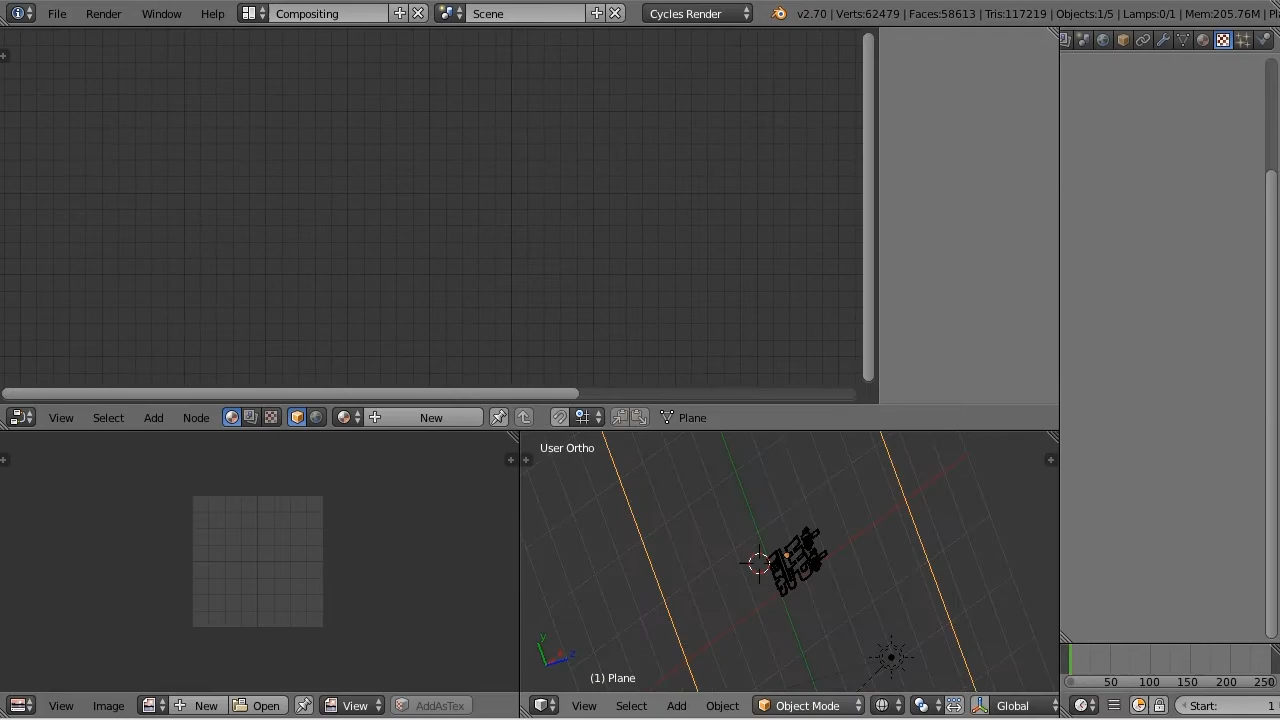 File Render Window Help Compositing Scene Cycles Render v2.70 | Verts:62479 | Faces:58613 | Tris:117219 | Objects:1/5 | Lamps:0/1 | Mem:205.76M |
View Select Add Node New Plane
User Ortho
y
(1) Plane
50 100 150 200 250
View Image New Open View AddAsTex View Select Add Object Object Mode Global Start: 1